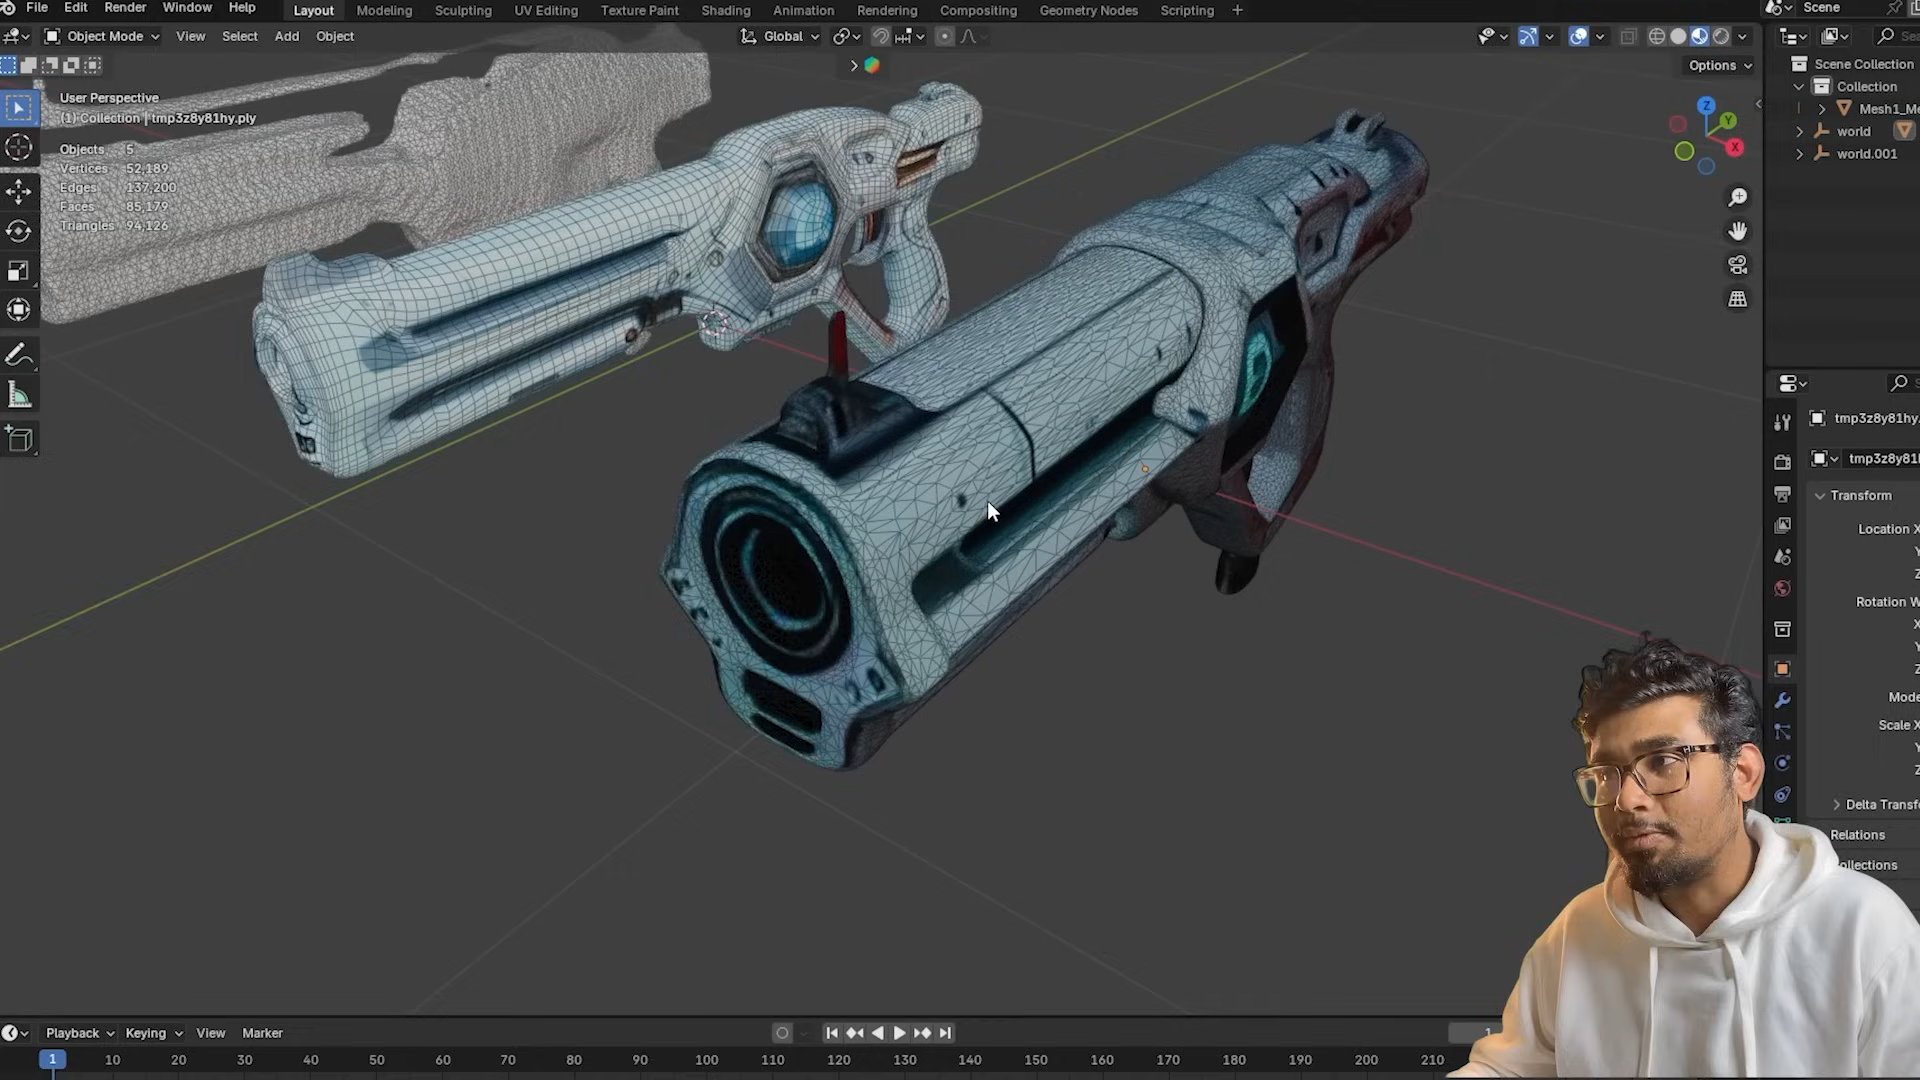 File Edit Render Window Help Layout Modeling Sculpting UV Editing Texture Paint Shading Animation Rendering Compositing Geometry Nodes Scripting + Scene
Object Mode View Select Add Object Global
Options
User Perspective
(1) Collection | tmp3z8y81hy.ply
Objects 5
Vertices 52,189
Edges 137,200
Faces 85,179
Triangles 94,126
Z
Y
X
Scene Collection
Collection
Mesh1_Me
world
world.001
tmp3z8y81hy.
tmp3z8y81
Transform
Location X
Y
Z
Rotation W
X
Y
Z
Mode
Scale X
Y
Z
Delta Transf
Relations
ollections
Playback Keying View Marker 1
1 10 20 30 40 50 60 70 80 90 100 110 120 130 140 150 160 170 180 190 200 210